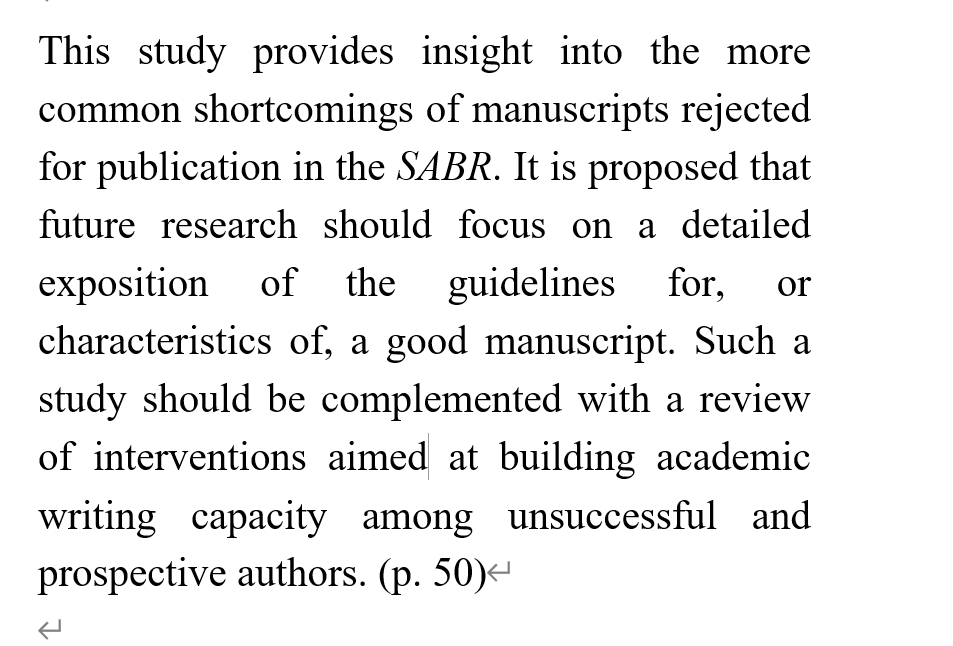 This study provides insight into the more
common shortcomings of manuscripts rejected
for publication in the SABR. It is proposed that
future research should focus on a detailed
exposition of the guidelines for, or
characteristics of, a good manuscript. Such a
study should be complemented with a review
of interventions aimed at building academic
writing capacity among unsuccessful and
prospective authors. (p. 50)